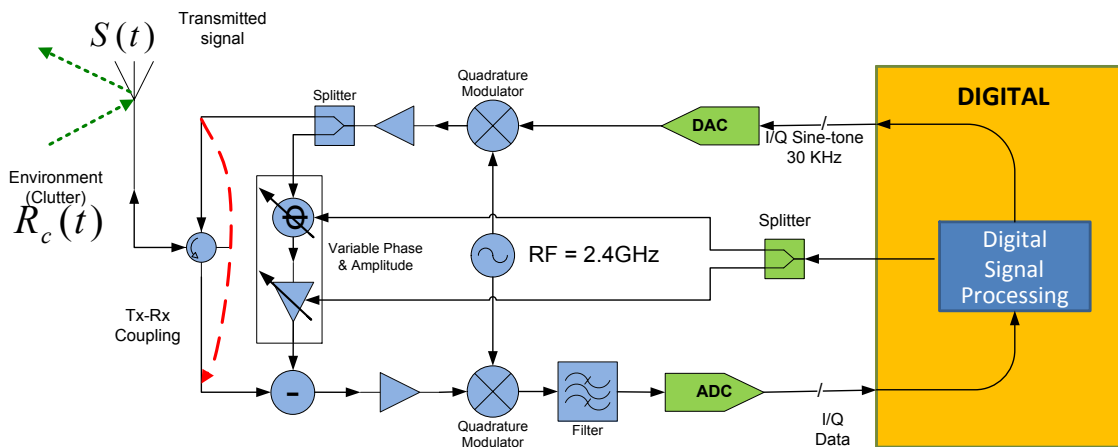 Transmitted
signal
S(t)
Splitter
Quadrature
Modulator
DAC
I/Q Sine-tone
30 KHz
DIGITAL
Environment
(Clutter)
R_c(t)
Φ
Variable Phase
& Amplitude
RF = 2.4GHz
Splitter
Digital
Signal
Processing
Tx-Rx
Coupling
-
Quadrature
Modulator
Filter
ADC
I/Q
Data